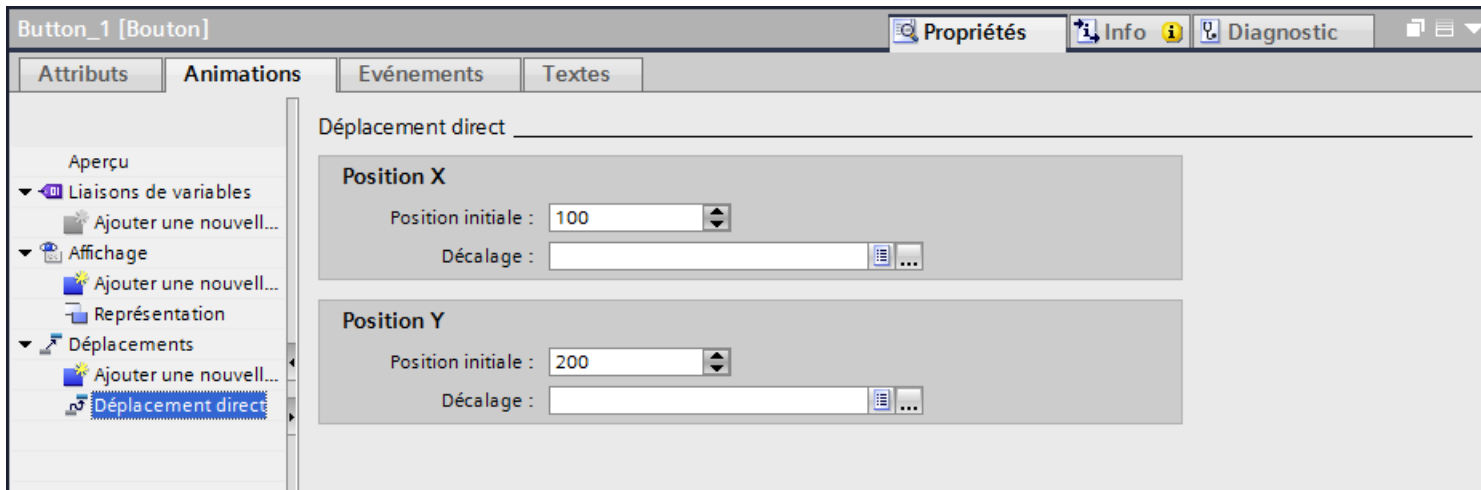 Button_1 [Bouton]
Propriétés
Info
Diagnostic
Attributs
Animations
Evénements
Textes
Déplacement direct
Aperçu
Liaisons de variables
Ajouter une nouvell...
Affichage
Ajouter une nouvell...
Représentation
Déplacements
Ajouter une nouvell...
Déplacement direct
Position X
Position initiale : 100
Décalage :
...
Position Y
Position initiale : 200
Décalage :
...